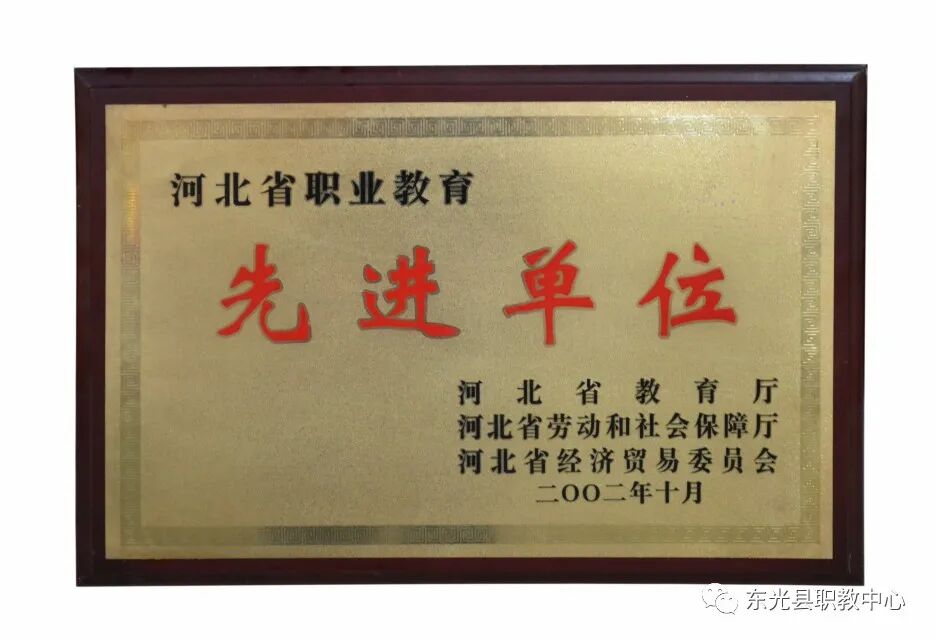 河北省职业教育
先进单位
河北省教育厅
河北省劳动和社会保障厅
河北省经济贸易委员会
二〇〇二年十月
东光县职教中心